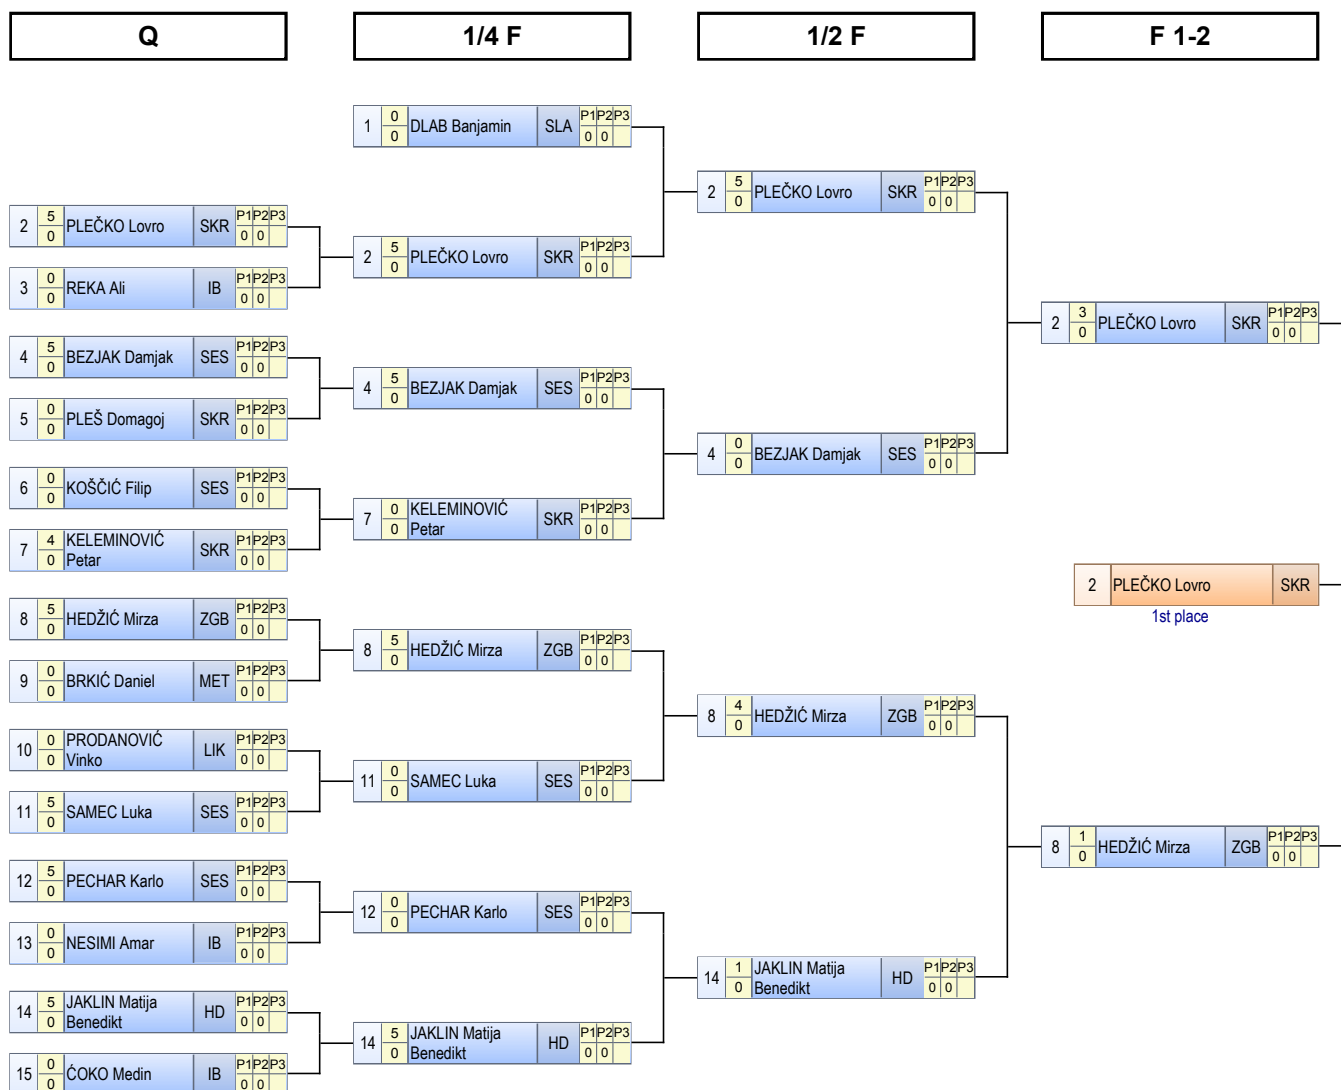 Q
1/4 F
1/2 F
F 1-2
1 0 DLAB Banjamin SLA P1 P2 P3
0 0 0
2 5 PLEČKO Lovro SKR P1 P2 P3
0 0 0
2 5 PLEČKO Lovro SKR P1 P2 P3
0 0 0
2 5 PLEČKO Lovro SKR P1 P2 P3
0 0 0
3 0 REKA Ali IB P1 P2 P3
0 0 0
2 3 PLEČKO Lovro SKR P1 P2 P3
0 0 0
4 5 BEZJAK Damjak SES P1 P2 P3
0 0 0
4 5 BEZJAK Damjak SES P1 P2 P3
0 0 0
5 0 PLEŠ Domagoj SKR P1 P2 P3
0 0 0
4 0 BEZJAK Damjak SES P1 P2 P3
0 0 0
6 0 KOŠČIĆ Filip SES P1 P2 P3
0 0 0
7 0 KELEMINOVIĆ SKR P1 P2 P3
0 Petar 0 0
7 4 KELEMINOVIĆ SKR P1 P2 P3
0 Petar 0 0
2 PLEČKO Lovro SKR
1st place
8 5 HEDŽIĆ Mirza ZGB P1 P2 P3
0 0 0
8 5 HEDŽIĆ Mirza ZGB P1 P2 P3
0 0 0
9 0 BRKIĆ Daniel MET P1 P2 P3
0 0 0
8 4 HEDŽIĆ Mirza ZGB P1 P2 P3
0 0 0
10 0 PRODANOVIĆ LIK P1 P2 P3
0 Vinko 0 0
11 0 SAMEC Luka SES P1 P2 P3
0 0 0
11 5 SAMEC Luka SES P1 P2 P3
0 0 0
8 1 HEDŽIĆ Mirza ZGB P1 P2 P3
0 0 0
12 5 PECHAR Karlo SES P1 P2 P3
0 0 0
12 0 PECHAR Karlo SES P1 P2 P3
0 0 0
13 0 NESIMI Amar IB P1 P2 P3
0 0 0
14 1 JAKLIN Matija HD P1 P2 P3
0 Benedikt 0 0
14 5 JAKLIN Matija HD P1 P2 P3
0 Benedikt 0 0
14 5 JAKLIN Matija HD P1 P2 P3
0 Benedikt 0 0
15 0 ĆOKO Medin IB P1 P2 P3
0 0 0